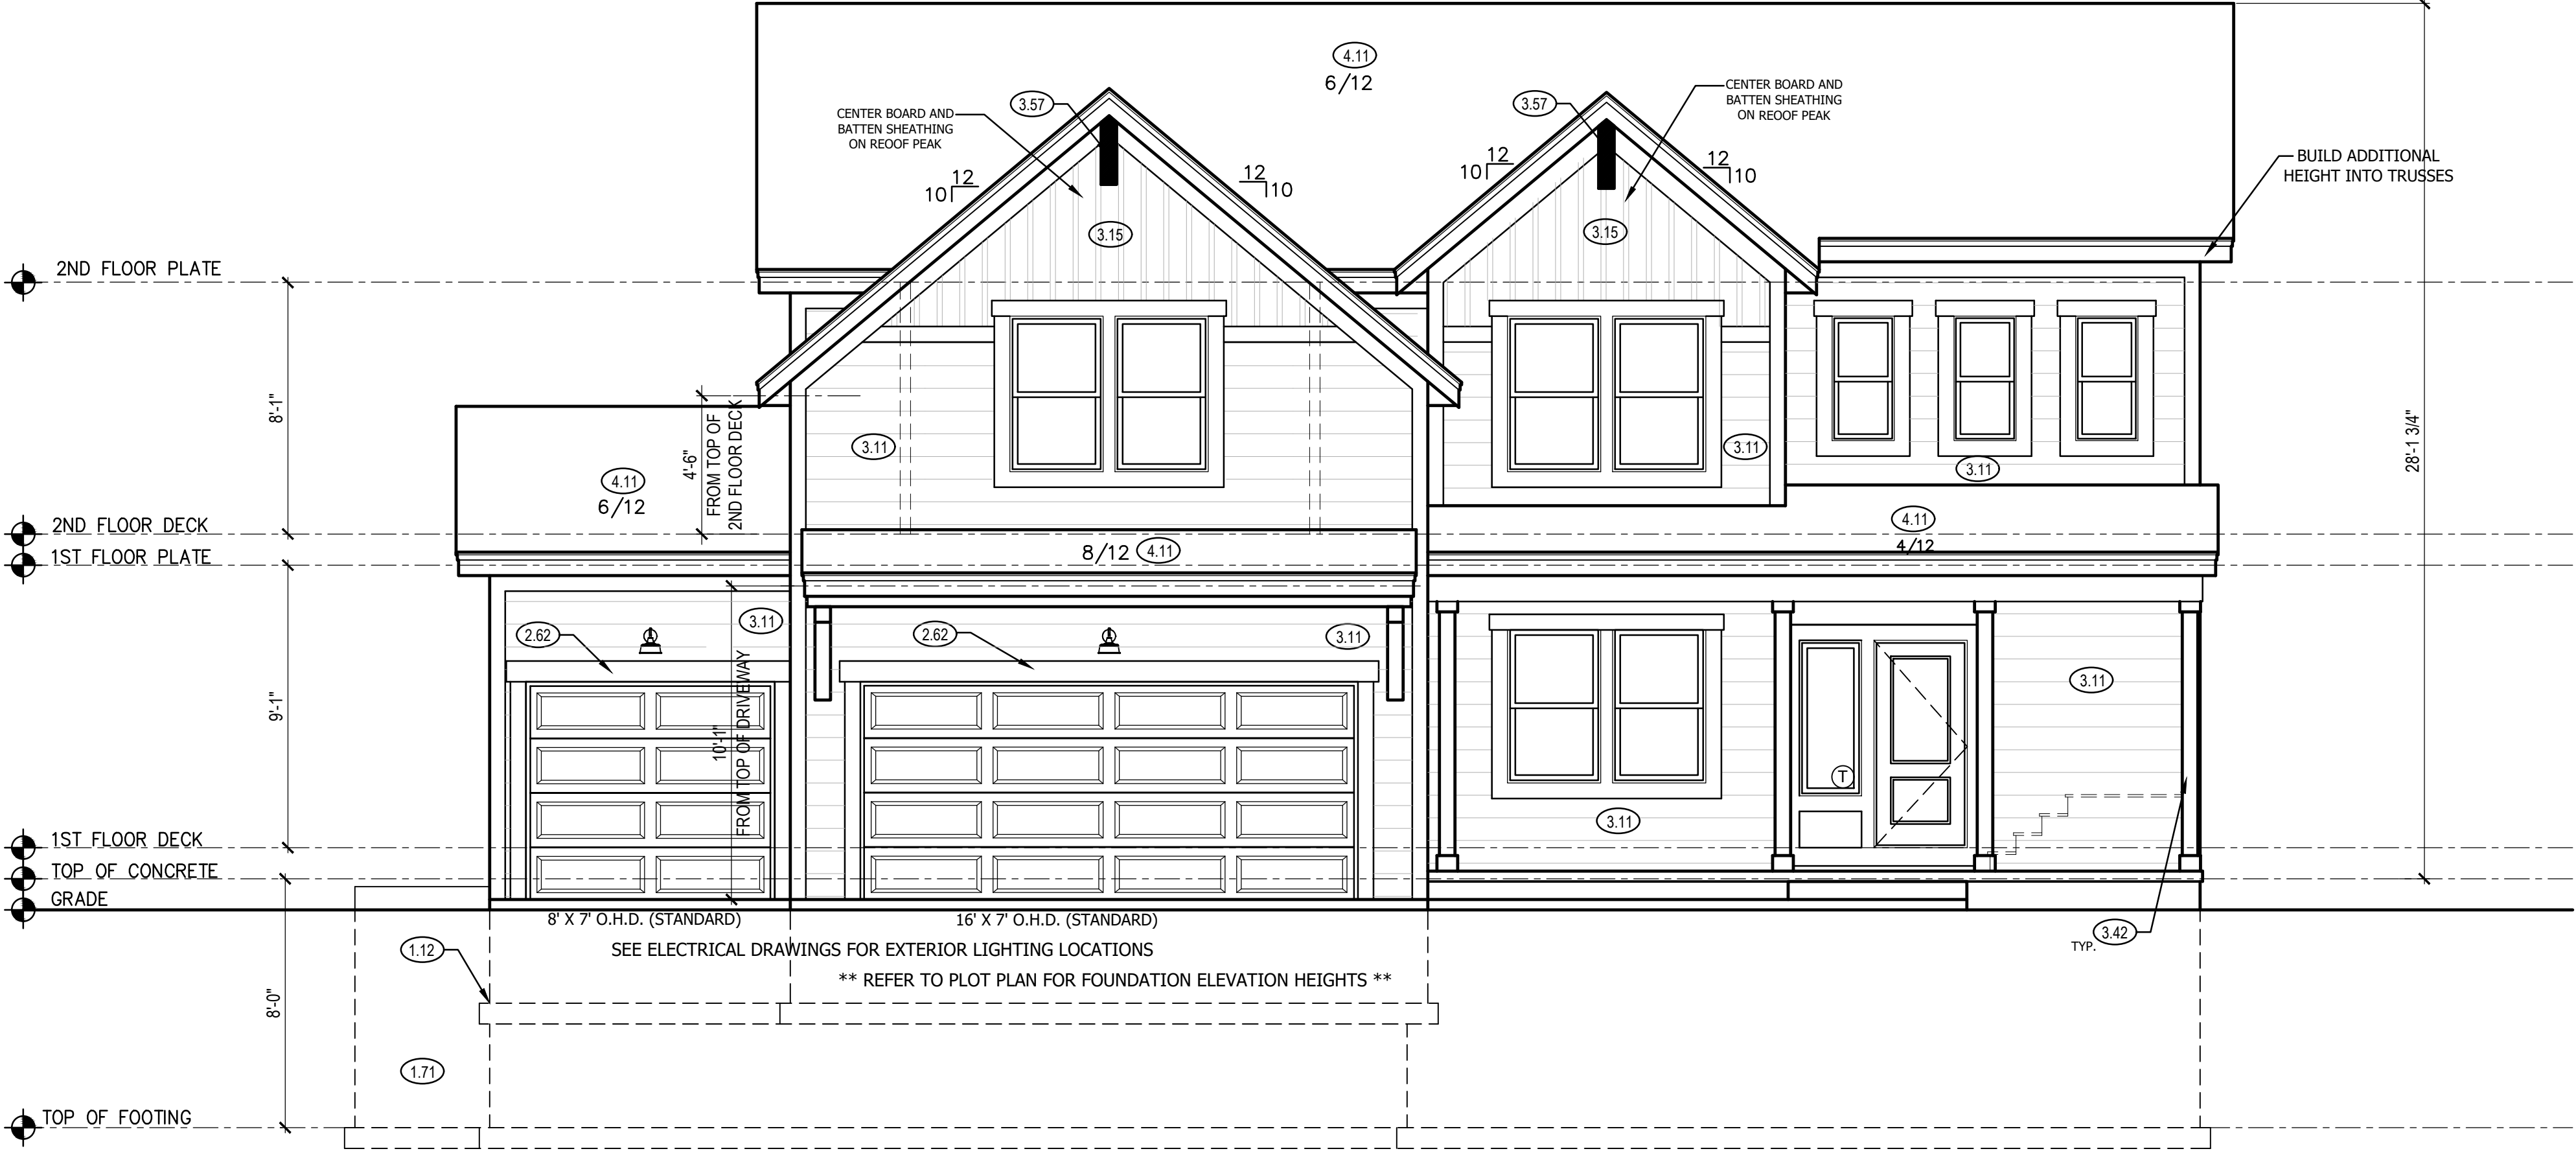 4.11
6/12
CENTER BOARD AND
BATTEN SHEATHING
ON REOOF PEAK
3.57
3.57
CENTER BOARD AND
BATTEN SHEATHING
ON REOOF PEAK
12
10
12
10
12
10
12
10
BUILD ADDITIONAL
HEIGHT INTO TRUSSES
3.15
3.15
2ND FLOOR PLATE
8'-1"
4'-6"
FROM TOP OF
2ND FLOOR DECK
3.11
3.11
3.11
28'-1 3/4"
4.11
6/12
2ND FLOOR DECK
1ST FLOOR PLATE
8/12 4.11
4.11
4/12
9'-1"
2.62
3.11
2.62
3.11
10'-1"
FROM TOP OF DRIVEWAY
3.11
T
3.11
1ST FLOOR DECK
TOP OF CONCRETE
GRADE
8' X 7' O.H.D. (STANDARD)
16' X 7' O.H.D. (STANDARD)
1.12
SEE ELECTRICAL DRAWINGS FOR EXTERIOR LIGHTING LOCATIONS
** REFER TO PLOT PLAN FOR FOUNDATION ELEVATION HEIGHTS **
TYP. 3.42
8'-0"
1.71
TOP OF FOOTING